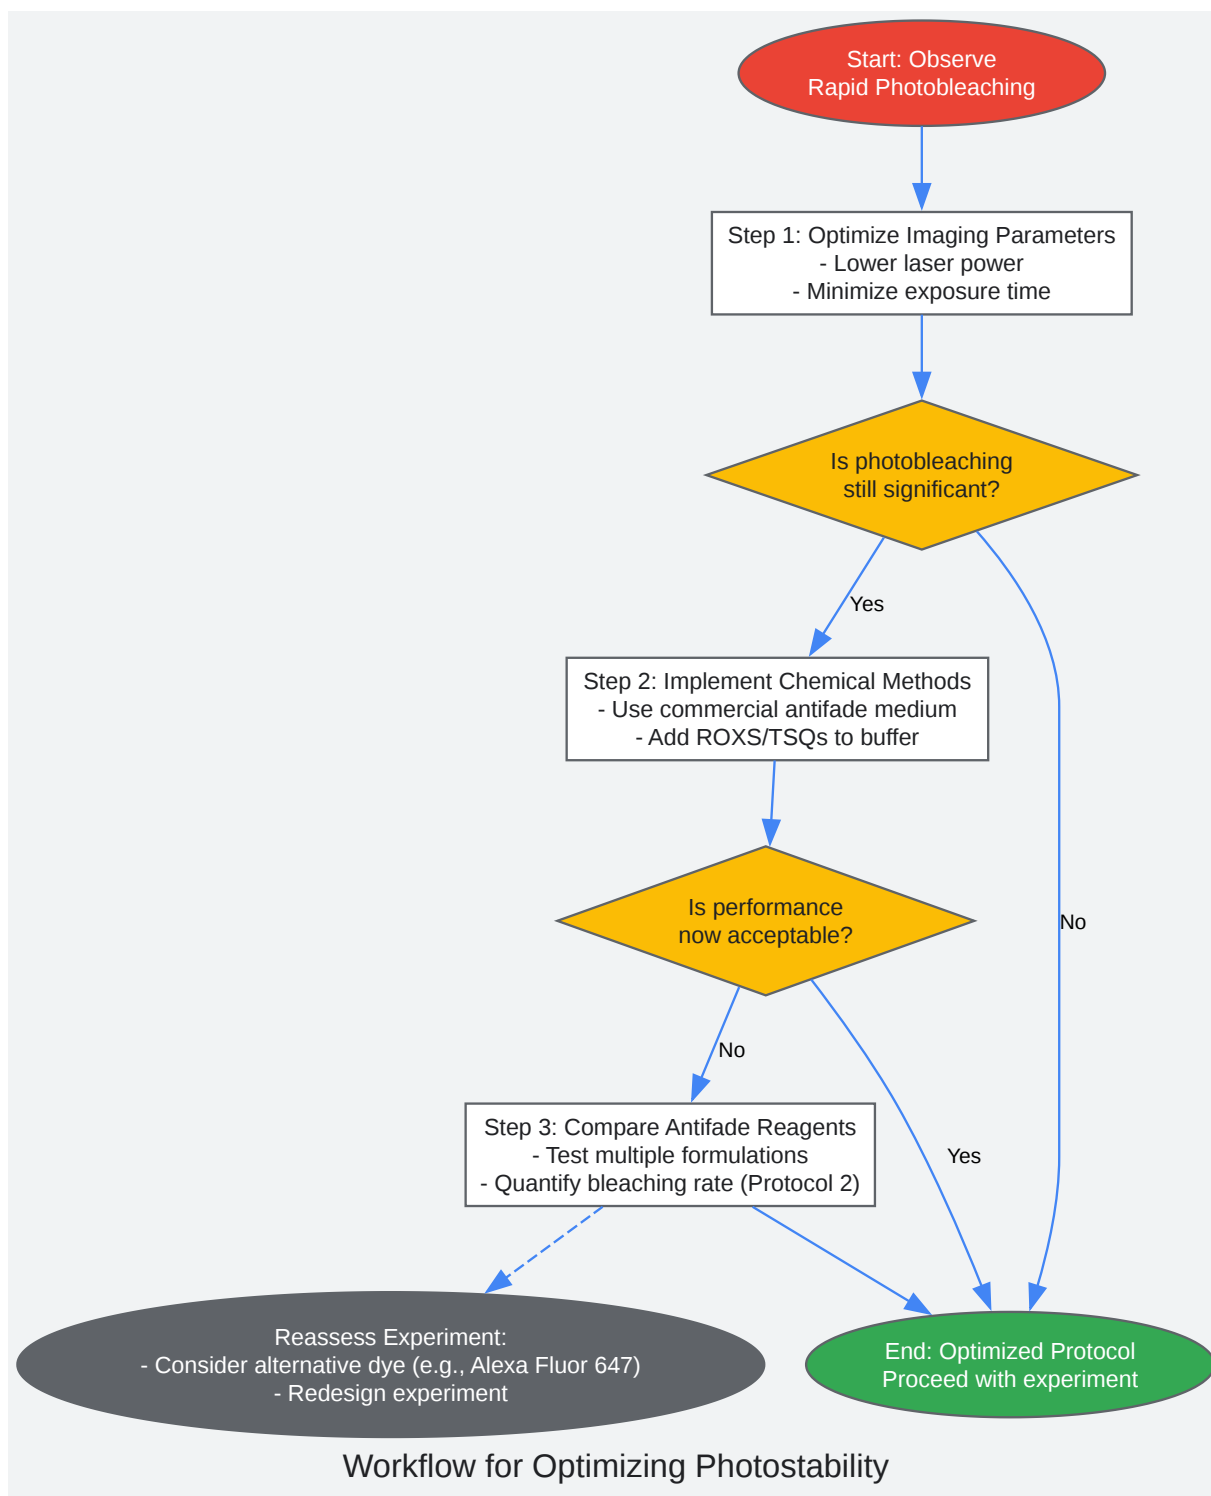 Start: Observe
Rapid Photobleaching
Step 1: Optimize Imaging Parameters
- Lower laser power
- Minimize exposure time
Is photobleaching
still significant?
Yes
Step 2: Implement Chemical Methods
- Use commercial antifade medium
- Add ROXS/TSQs to buffer
Is performance
now acceptable?
No
No
Step 3: Compare Antifade Reagents
- Test multiple formulations
- Quantify bleaching rate (Protocol 2)
Yes
Reassess Experiment:
- Consider alternative dye (e.g., Alexa Fluor 647)
- Redesign experiment
End: Optimized Protocol
Proceed with experiment
Workflow for Optimizing Photostability